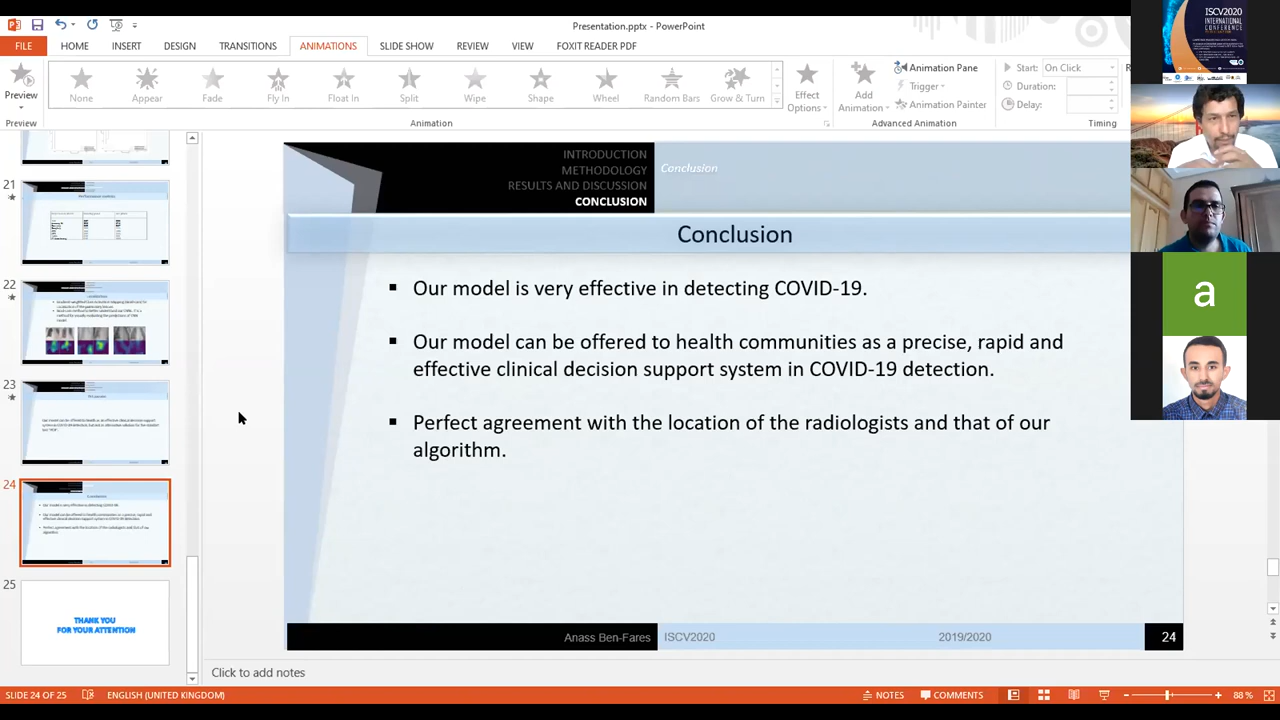 Presentation.pptx - PowerPoint
FILE HOME INSERT DESIGN TRANSITIONS ANIMATIONS SLIDE SHOW REVIEW VIEW FOXIT READER PDF
Preview
None Appear Fade Fly In Float In Split Wipe Shape Wheel Random Bars Grow & Turn
Effect
Options
Add
Animation
Animation Pane
Trigger
Animation Painter
Start: On Click
Duration:
Delay:
Preview Animation Advanced Animation Timing
ISCV2020
INTERNATIONAL
CONFERENCE
21
22
23
24
25
THANK YOU
FOR YOUR ATTENTION
INTRODUCTION
METHODOLOGY
RESULTS AND DISCUSSION
CONCLUSION
Conclusion
Conclusion
▪ Our model is very effective in detecting COVID-19.
▪ Our model can be offered to health communities as a precise, rapid and
effective clinical decision support system in COVID-19 detection.
▪ Perfect agreement with the location of the radiologists and that of our
algorithm.
Anass Ben-Fares ISCV2020 2019/2020 24
a
Click to add notes
SLIDE 24 OF 25 ENGLISH (UNITED KINGDOM) NOTES COMMENTS 88 %